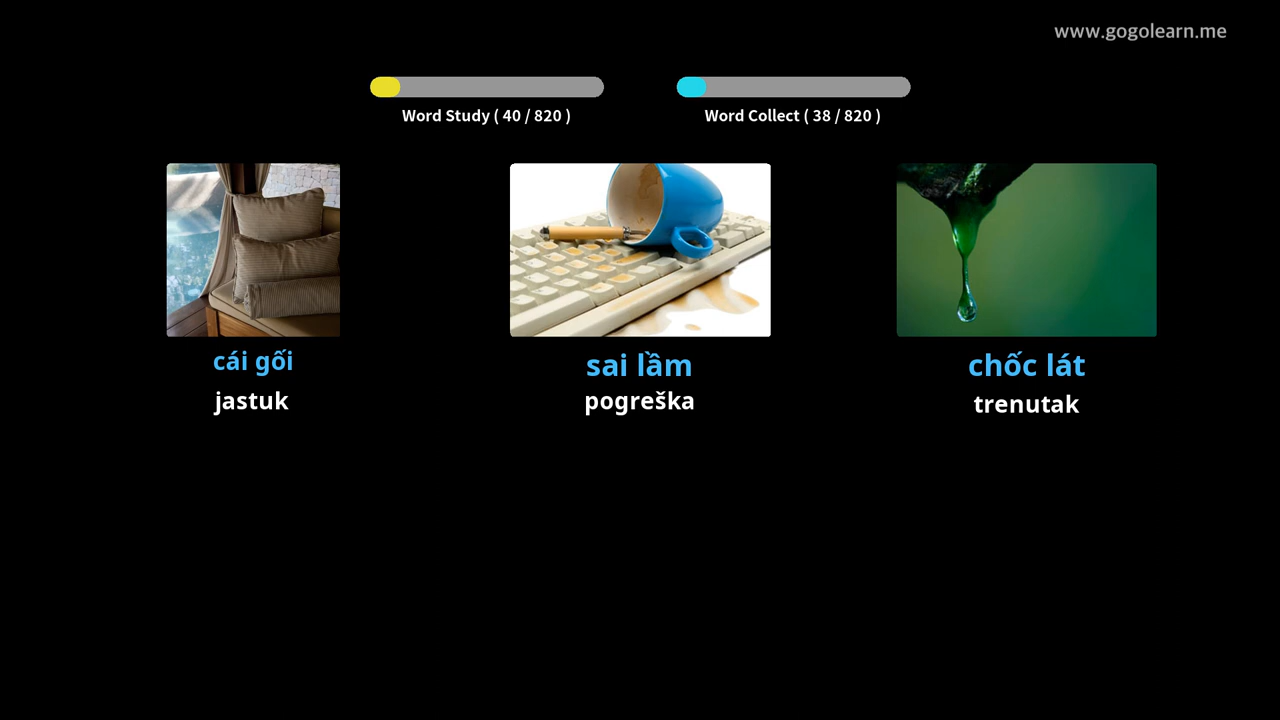 www.gogolearn.me
Word Study ( 40 / 820 )
Word Collect ( 38 / 820 )
cái gối
jastuk
sai lầm
pogreška
chốc lát
trenutak